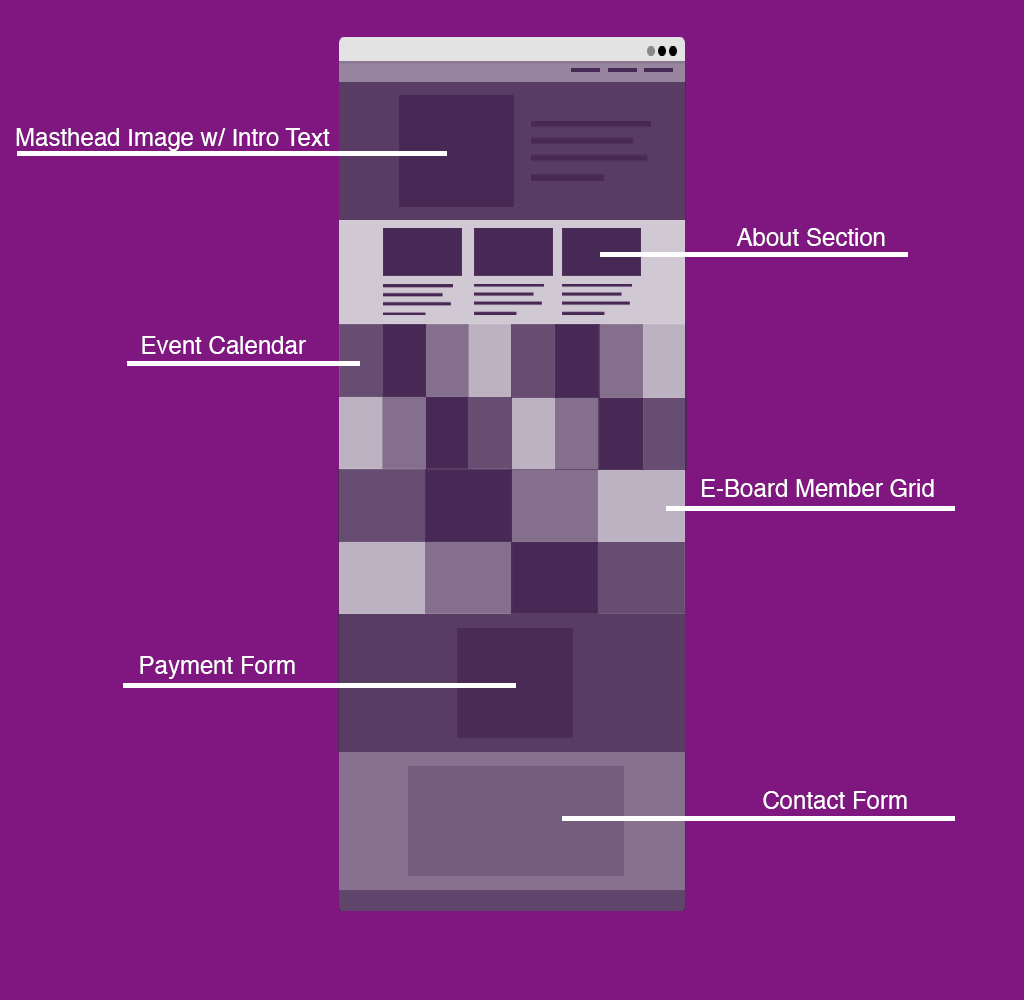 Masthead Image w/ Intro Text
About Section
Event Calendar
E-Board Member Grid
Payment Form
Contact Form